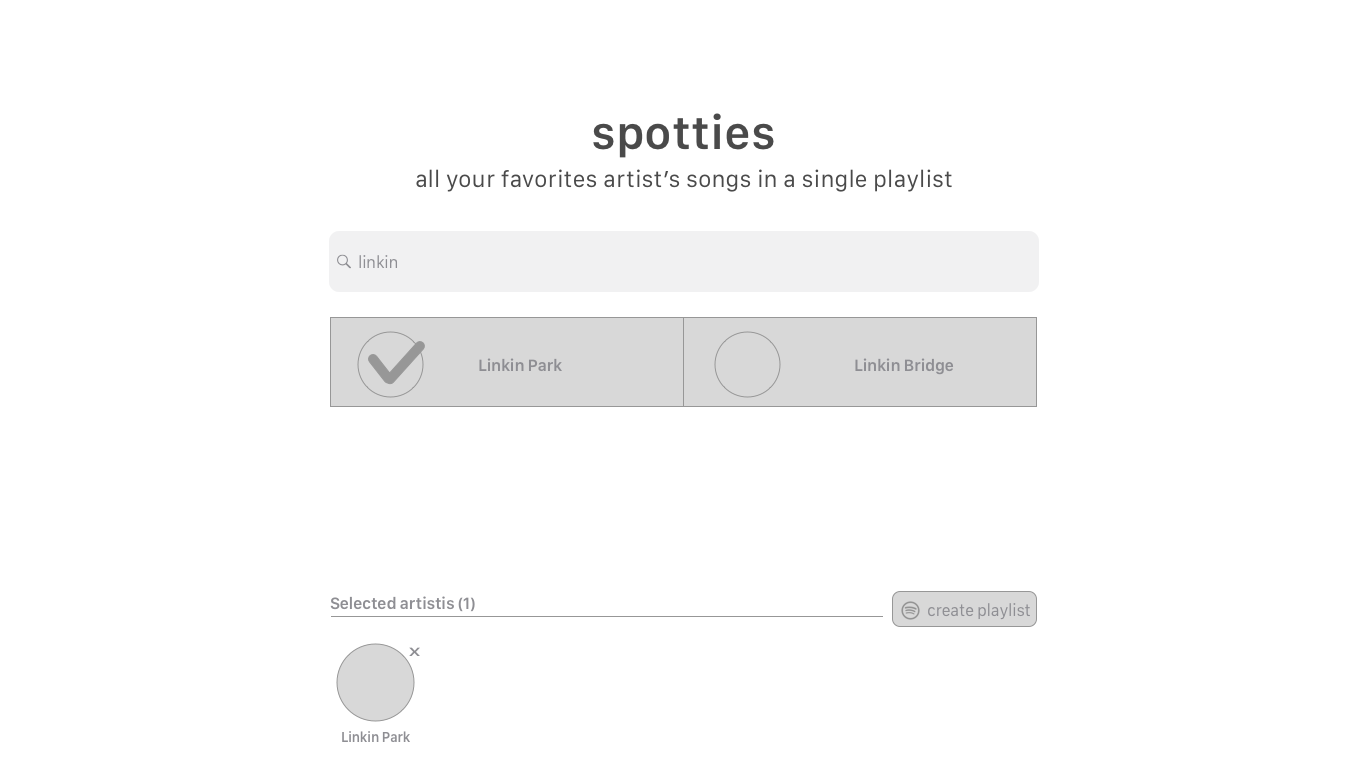 spotties
all your favorites artist’s songs in a single playlist
linkin
Linkin Park
Linkin Bridge
Selected artistis (1)
create playlist
Linkin Park